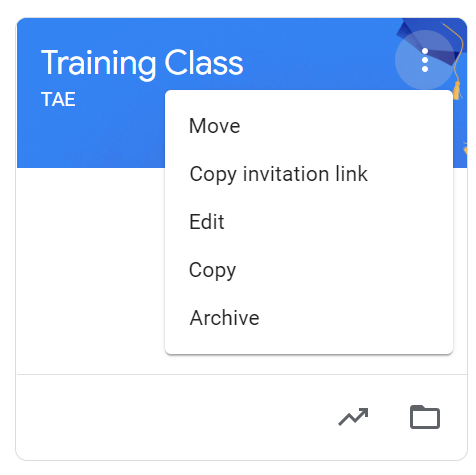 Training Class
TAE
Move
Copy invitation link
Edit
Copy
Archive